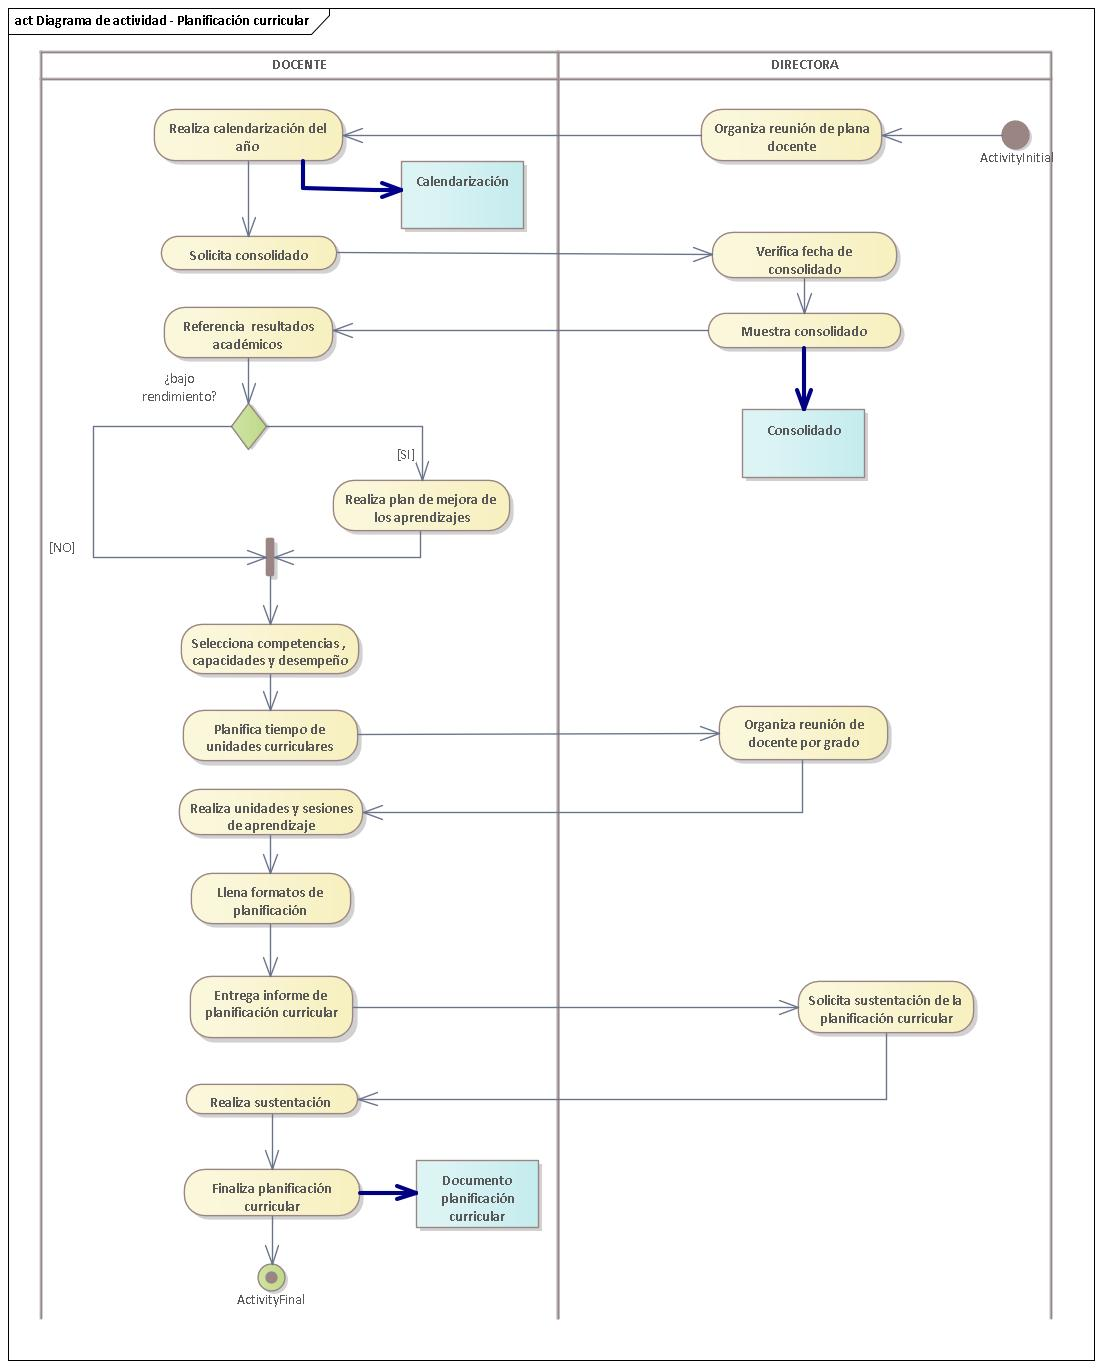 act Diagrama de actividad - Planificación curricular
DOCENTE
DIRECTORA
Realiza calendarización del
año
Organiza reunión de plana
docente
ActivityInitial
Calendarización
Solicita consolidado
Verifica fecha de
consolidado
Referencia resultados
académicos
Muestra consolidado
¿bajo
rendimiento?
Consolidado
[SI]
Realiza plan de mejora de
los aprendizajes
[NO]
Selecciona competencias ,
capacidades y desempeño
Planifica tiempo de
unidades curriculares
Organiza reunión de
docente por grado
Realiza unidades y sesiones
de aprendizaje
Llena formatos de
planificación
Entrega informe de
planificación curricular
Solicita sustentación de la
planificación curricular
Realiza sustentación
Finaliza planificación
curricular
Documento
planificación
curricular
ActivityFinal